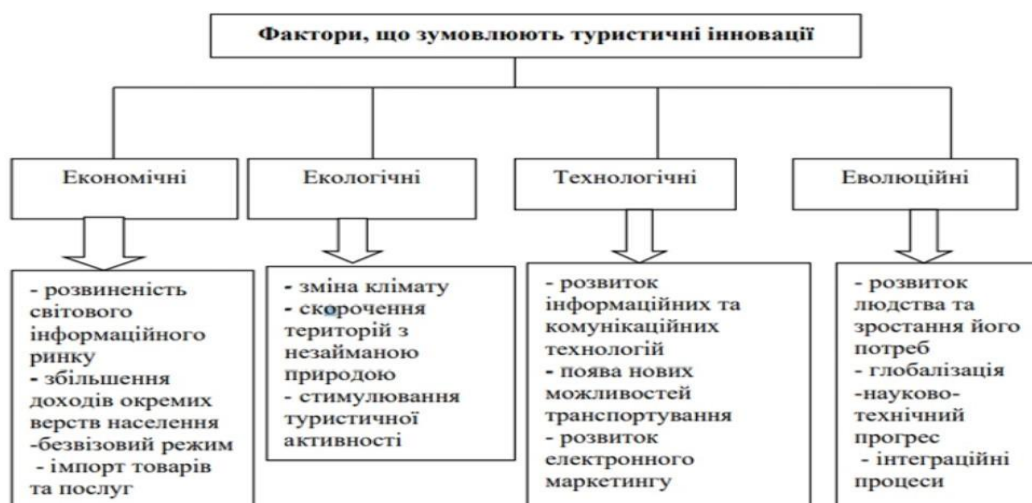 Фактори, що зумовлюють туристичні інновації
Економічні
Екологічні
Технологічні
Еволюційні
- розвиненість
світового
інформаційного
ринку
- збільшення
доходів окремих
верств населення
-безвізовий режим
- імпорт товарів
та послуг
- зміна клімату
- скорочення
територій з
незайманою
природою
- стимулювання
туристичної
активності
- розвиток
інформаційних та
комунікаційних
технологій
- поява нових
можливостей
транспортування
- розвиток
електронного
маркетингу
- розвиток
людства та
зростання його
потреб
- глобалізація
-науково-
технічний
прогрес
- інтеграційні
процеси